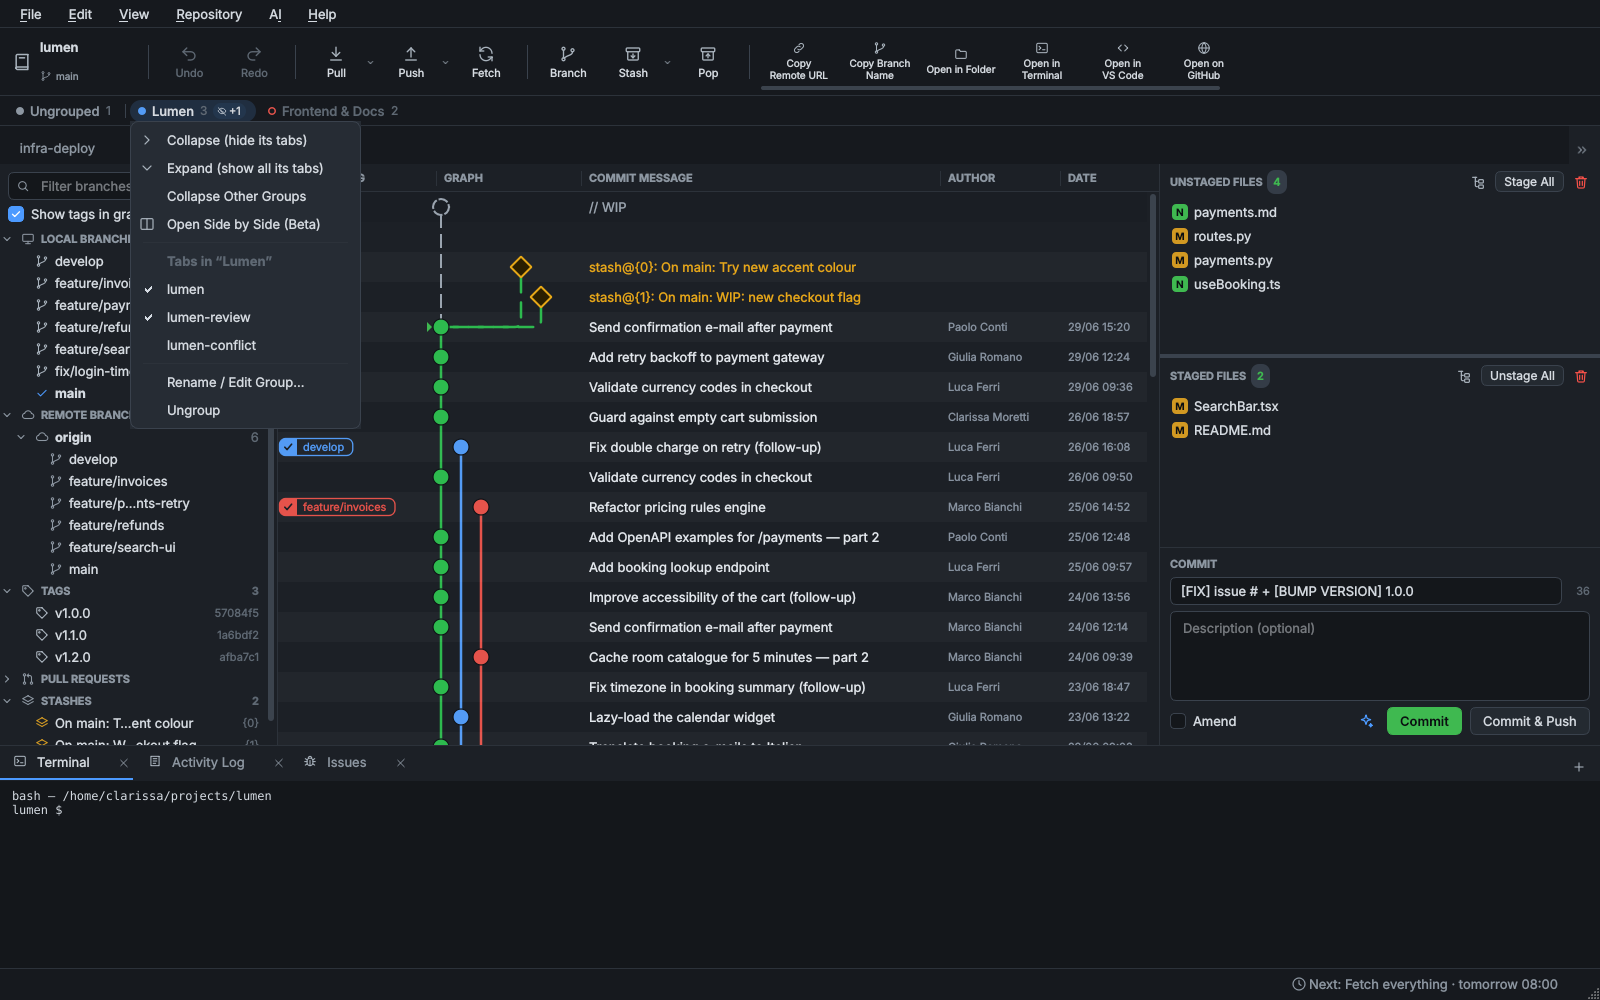 File Edit View Repository AI Help
lumen
main
Undo
Redo
Pull
Push
Fetch
Branch
Stash
Pop
Copy
Remote URL
Copy Branch
Name
Open in Folder
Open in
Terminal
Open in
VS Code
Open on
GitHub
Ungrouped 1
Lumen 3 +1
Frontend & Docs 2
infra-deploy
Collapse (hide its tabs)
Expand (show all its tabs)
Collapse Other Groups
Open Side by Side (Beta)
Tabs in “Lumen”
lumen
lumen-review
lumen-conflict
Rename / Edit Group...
Ungroup
Filter branches
Show tags in gra
LOCAL BRANCH
develop
feature/invoi
feature/payr
feature/refur
feature/sear
fix/login-time
main
REMOTE BRANC
origin 6
develop
feature/invoices
feature/p...nts-retry
feature/refunds
feature/search-ui
main
TAGS 3
v1.0.0 57084f5
v1.1.0 1a6bdf2
v1.2.0 afba7c1
PULL REQUESTS
STASHES 2
On main: T...ent colour {0}
On main: W...ckout flag {1}
G GRAPH COMMIT MESSAGE AUTHOR DATE
// WIP
stash@{0}: On main: Try new accent colour
stash@{1}: On main: WIP: new checkout flag
Send confirmation e-mail after payment Paolo Conti 29/06 15:20
Add retry backoff to payment gateway Giulia Romano 29/06 12:24
Validate currency codes in checkout Luca Ferri 29/06 09:36
Guard against empty cart submission Clarissa Moretti 26/06 18:57
develop Fix double charge on retry (follow-up) Luca Ferri 26/06 16:08
Validate currency codes in checkout Luca Ferri 26/06 09:50
feature/invoices Refactor pricing rules engine Marco Bianchi 25/06 14:52
Add OpenAPI examples for /payments — part 2 Paolo Conti 25/06 12:48
Add booking lookup endpoint Luca Ferri 25/06 09:57
Improve accessibility of the cart (follow-up) Marco Bianchi 24/06 13:56
Send confirmation e-mail after payment Marco Bianchi 24/06 12:14
Cache room catalogue for 5 minutes — part 2 Marco Bianchi 24/06 09:39
Fix timezone in booking summary (follow-up) Luca Ferri 23/06 18:47
Lazy-load the calendar widget Giulia Romano 23/06 13:22
Translate booking e-mails to Italian Giulia Romano
UNSTAGED FILES 4 Stage All
N payments.md
M routes.py
M payments.py
N useBooking.ts
STAGED FILES 2 Unstage All
M SearchBar.tsx
M README.md
COMMIT
[FIX] issue # + [BUMP VERSION] 1.0.0 36
Description (optional)
Amend Commit Commit & Push
Terminal Activity Log Issues
bash — /home/clarissa/projects/lumen
lumen $
Next: Fetch everything · tomorrow 08:00